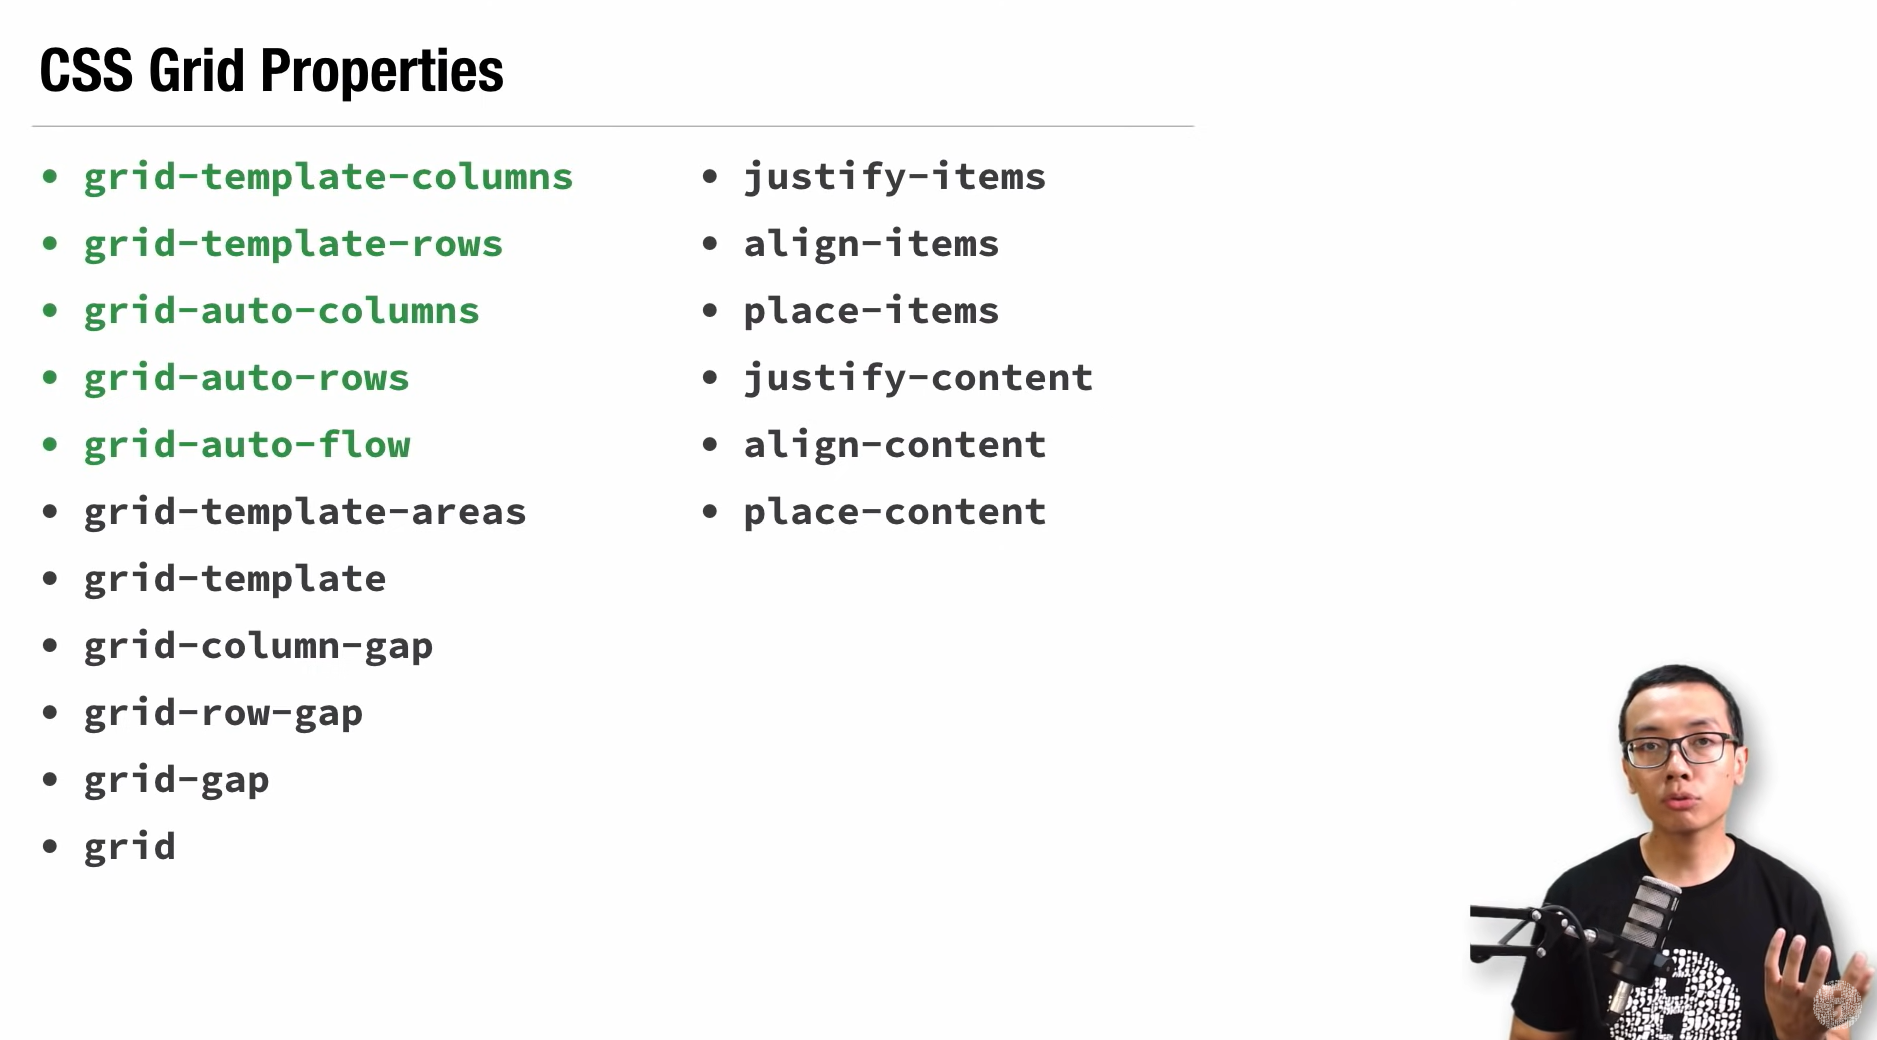 CSS Grid Properties
• grid-template-columns
• grid-template-rows
• grid-auto-columns
• grid-auto-rows
• grid-auto-flow
• grid-template-areas
• grid-template
• grid-column-gap
• grid-row-gap
• grid-gap
• grid
• justify-items
• align-items
• place-items
• justify-content
• align-content
• place-content